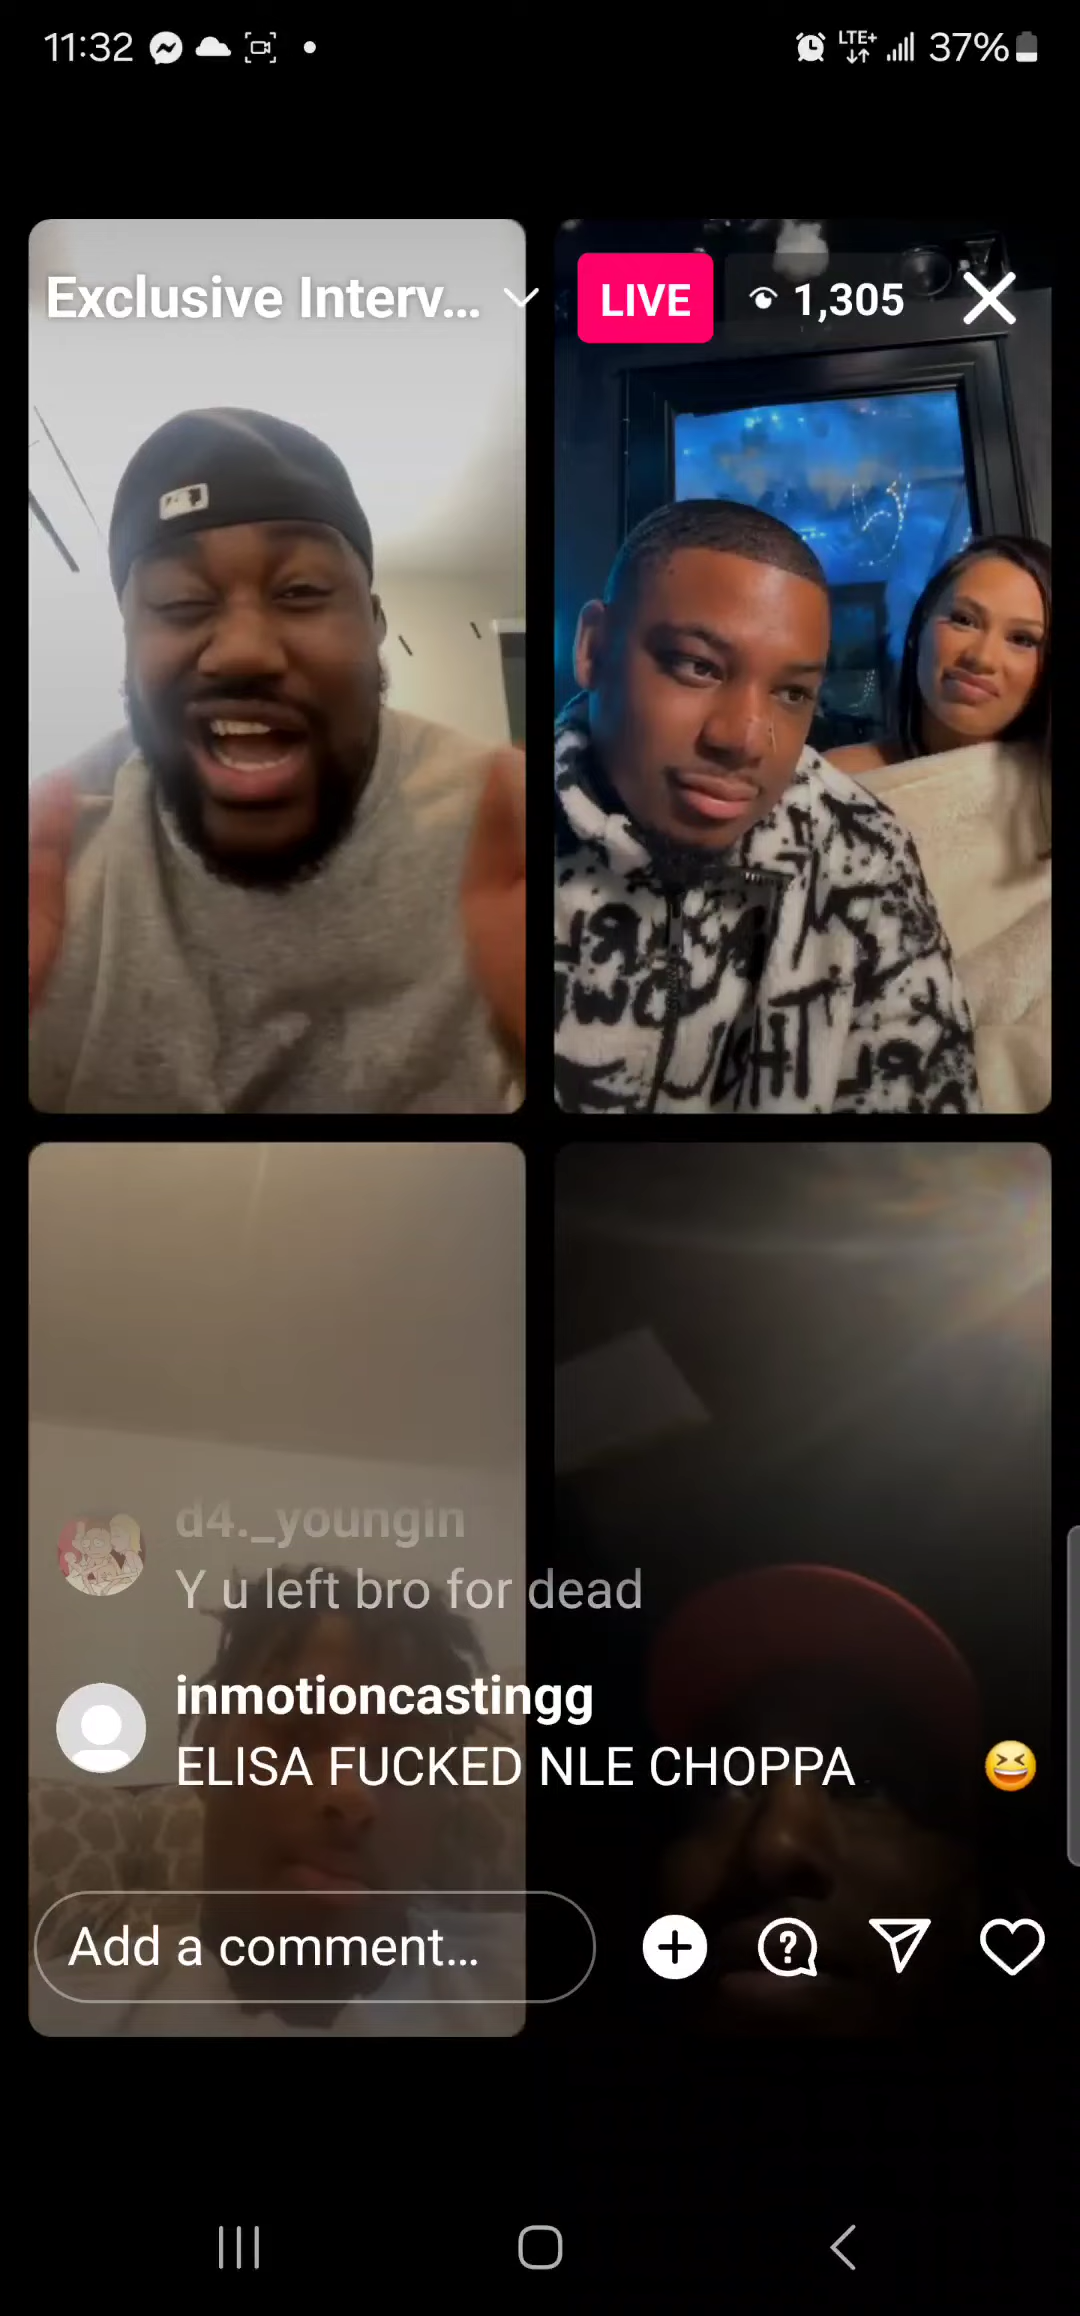 11:32
LTE+
37%
Exclusive Interv...
LIVE
1,305
d4._youngin
Y u left bro for dead
inmotioncastingg
ELISA FUCKED NLE CHOPPA
Add a comment...